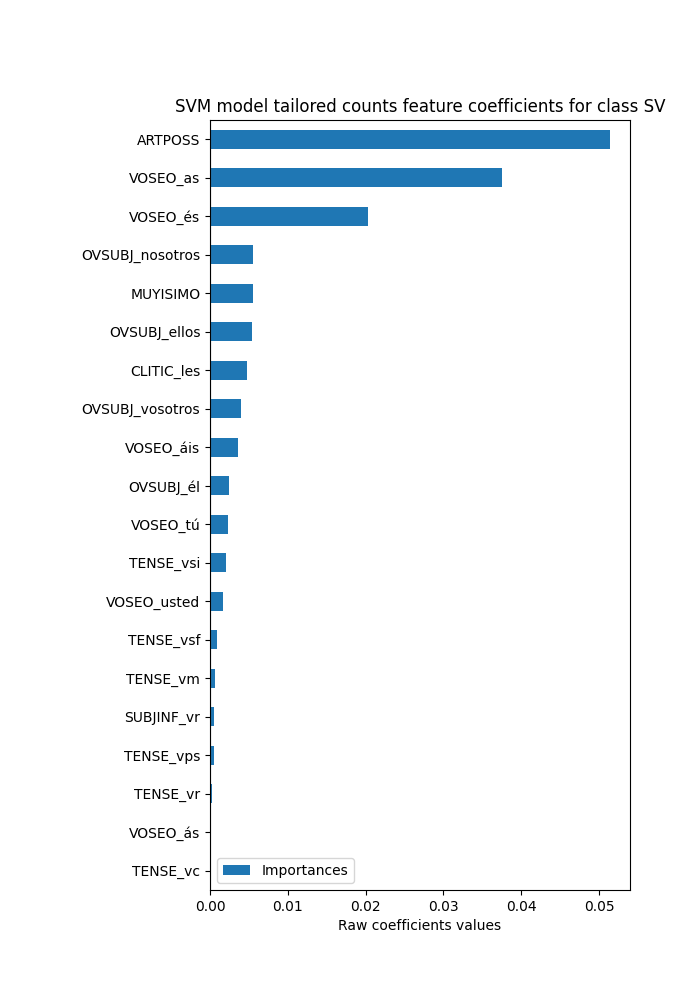 SVM model tailored counts feature coefficients for class SV
ARTPOSS
VOSEO_as
VOSEO_és
OVSUBJ_nosotros
MUYISIMO
OVSUBJ_ellos
CLITIC_les
OVSUBJ_vosotros
VOSEO_áis
OVSUBJ_él
VOSEO_tú
TENSE_vsi
VOSEO_usted
TENSE_vsf
TENSE_vm
SUBJINF_vr
TENSE_vps
TENSE_vr
VOSEO_ás
TENSE_vc
Importances
0.00 0.01 0.02 0.03 0.04 0.05
Raw coefficients values